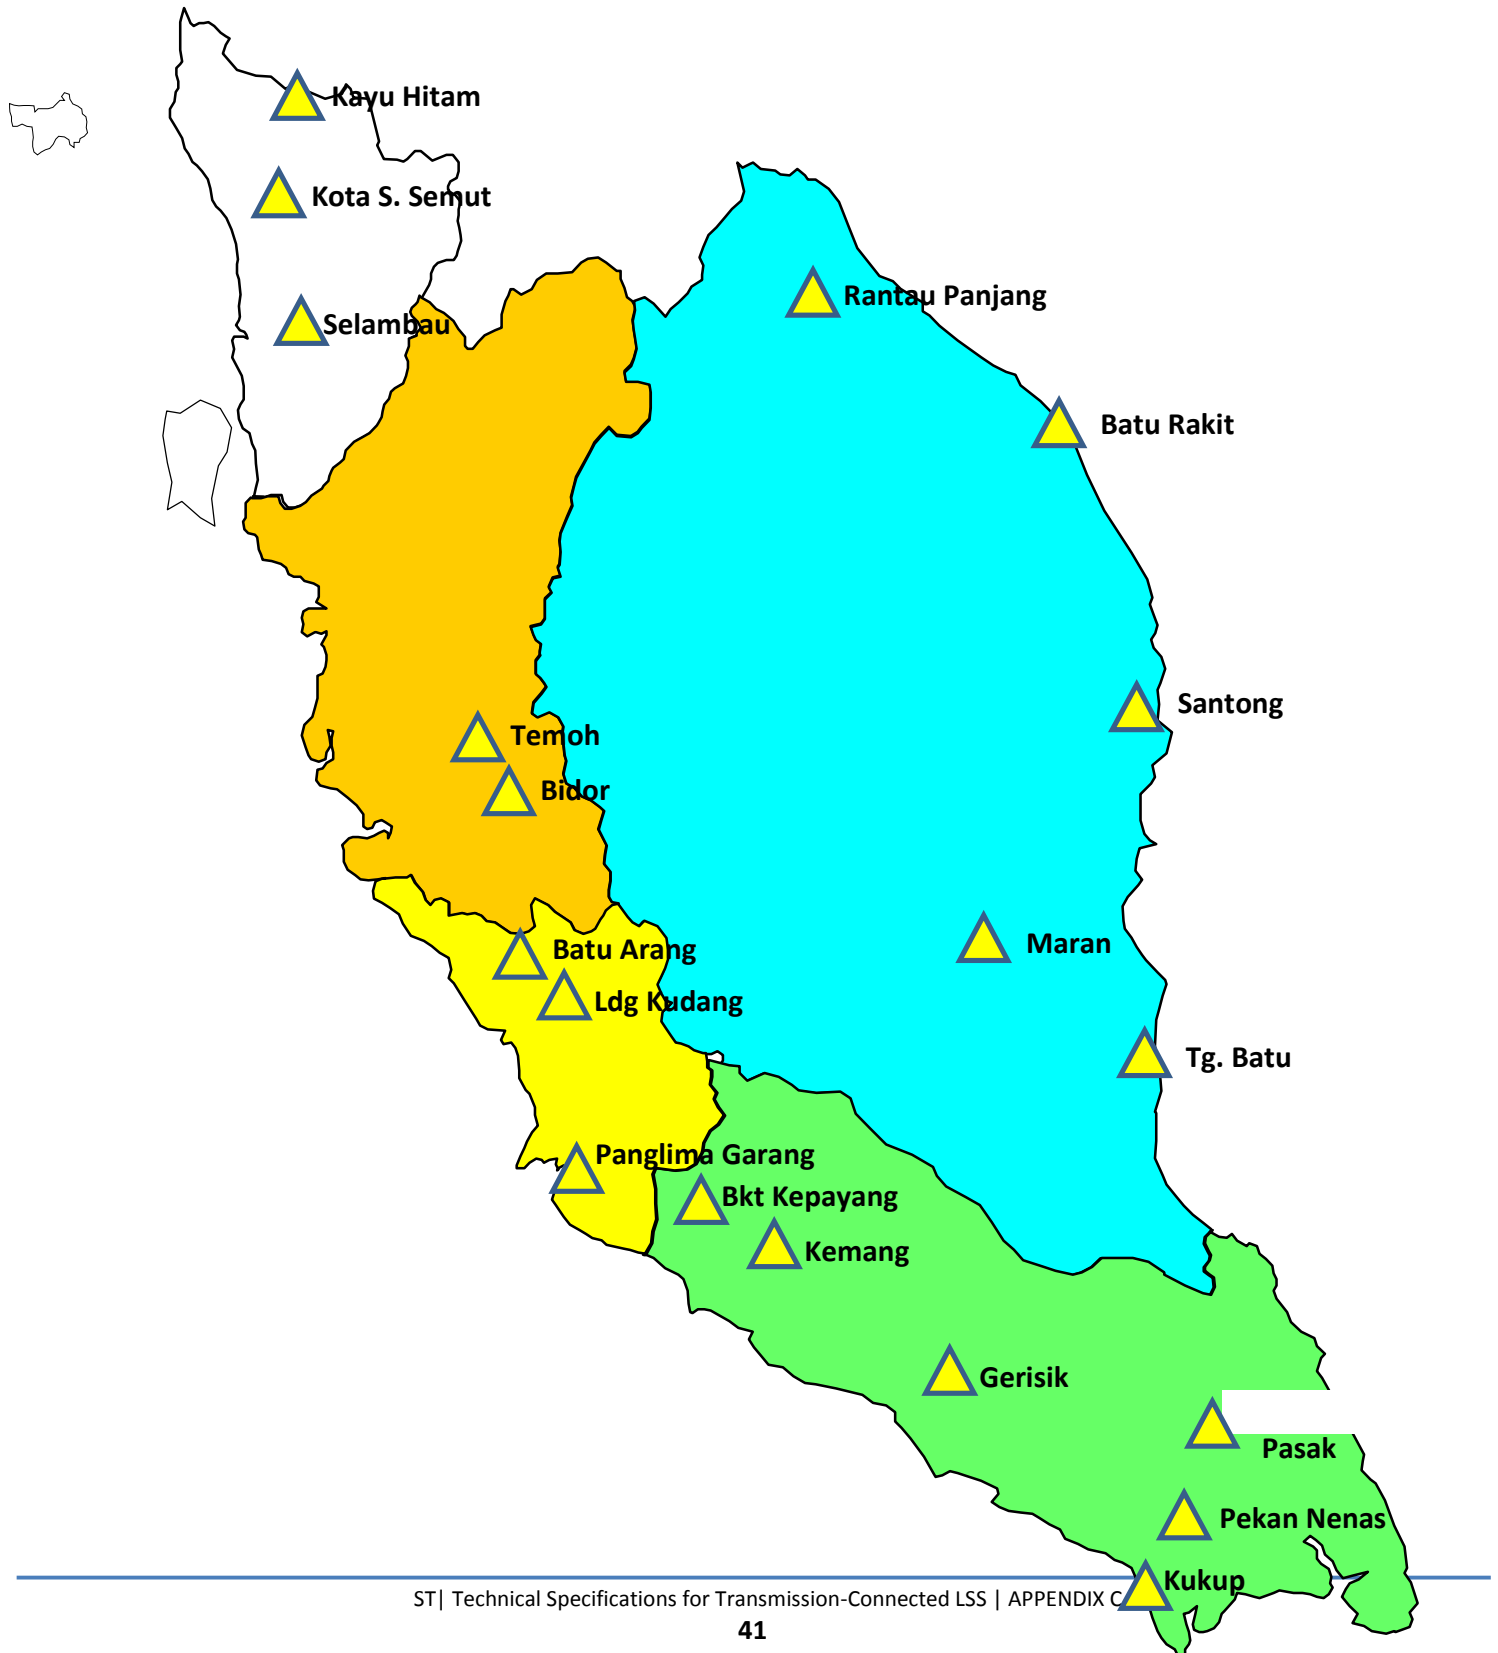 Kayu Hitam
Kota S. Semut
Rantau Panjang
Selambau
Batu Rakit
Santong
Temoh
Bidor
Maran
Batu Arang
Ldg Kudang
Tg. Batu
Panglima Garang
Bkt Kepayang
Kemang
Gerisik
Pasak
Pekan Nenas
Kukup
ST| Technical Specifications for Transmission-Connected LSS | APPENDIX C
41